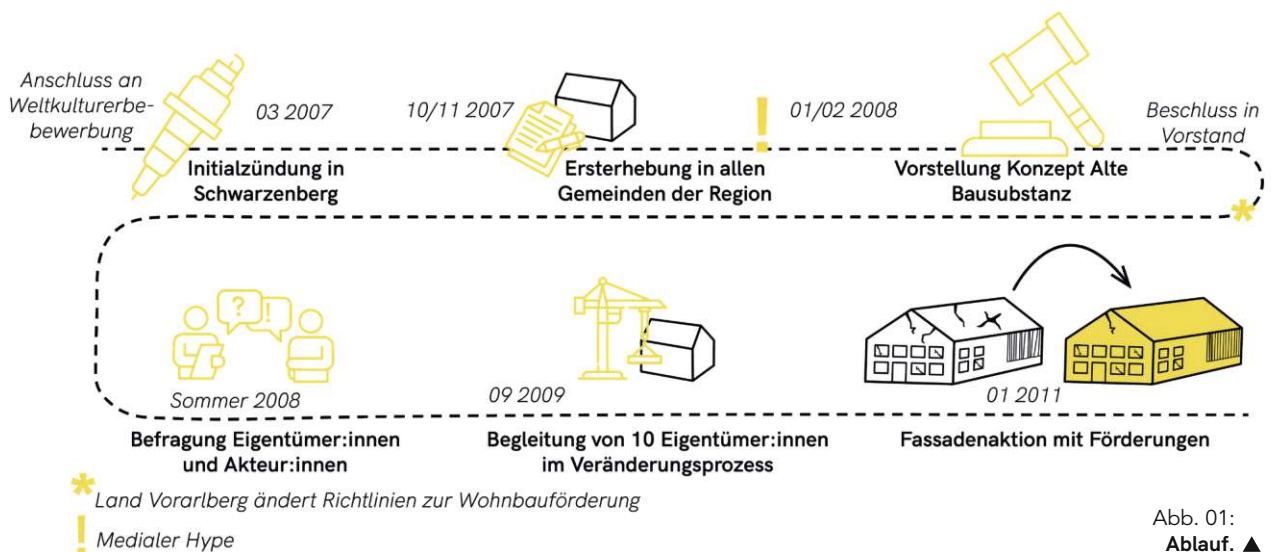 Anschluss an
Weltkulturerbe-
bewerbung
03 2007
Initialzündung in
Schwarzenberg
10/11 2007
Ersterhebung in allen
Gemeinden der Region
!
01/02 2008
Vorstellung Konzept Alte
Bausubstanz
Beschluss in
Vorstand
*
? !
Sommer 2008
Befragung Eigentümer:innen
und Akteur:innen
09 2009
Begleitung von 10 Eigentümer:innen
im Veränderungsprozess
01 2011
Fassadenaktion mit Förderungen
* Land Vorarlberg ändert Richtlinien zur Wohnbauförderung
! Medialer Hype
Abb. 01:
Ablauf. ▲